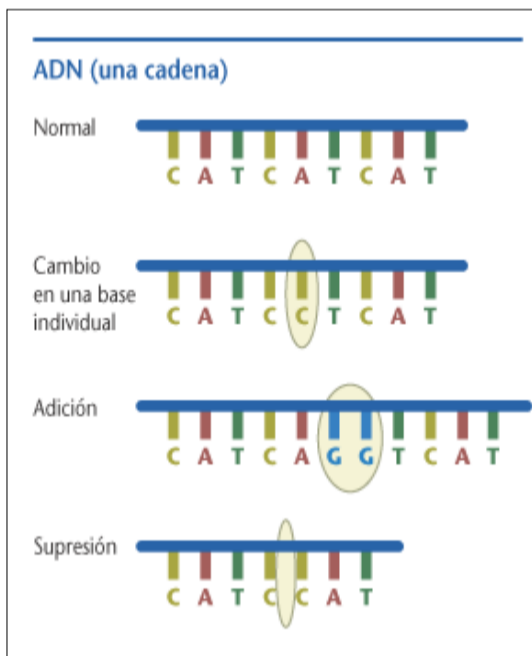 ADN (una cadena)
Normal
C A T C A T C A T
Cambio
en una base
individual
C A T C C T C A T
Adición
C A T C A G G T C A T
Supresión
C A T C C A T